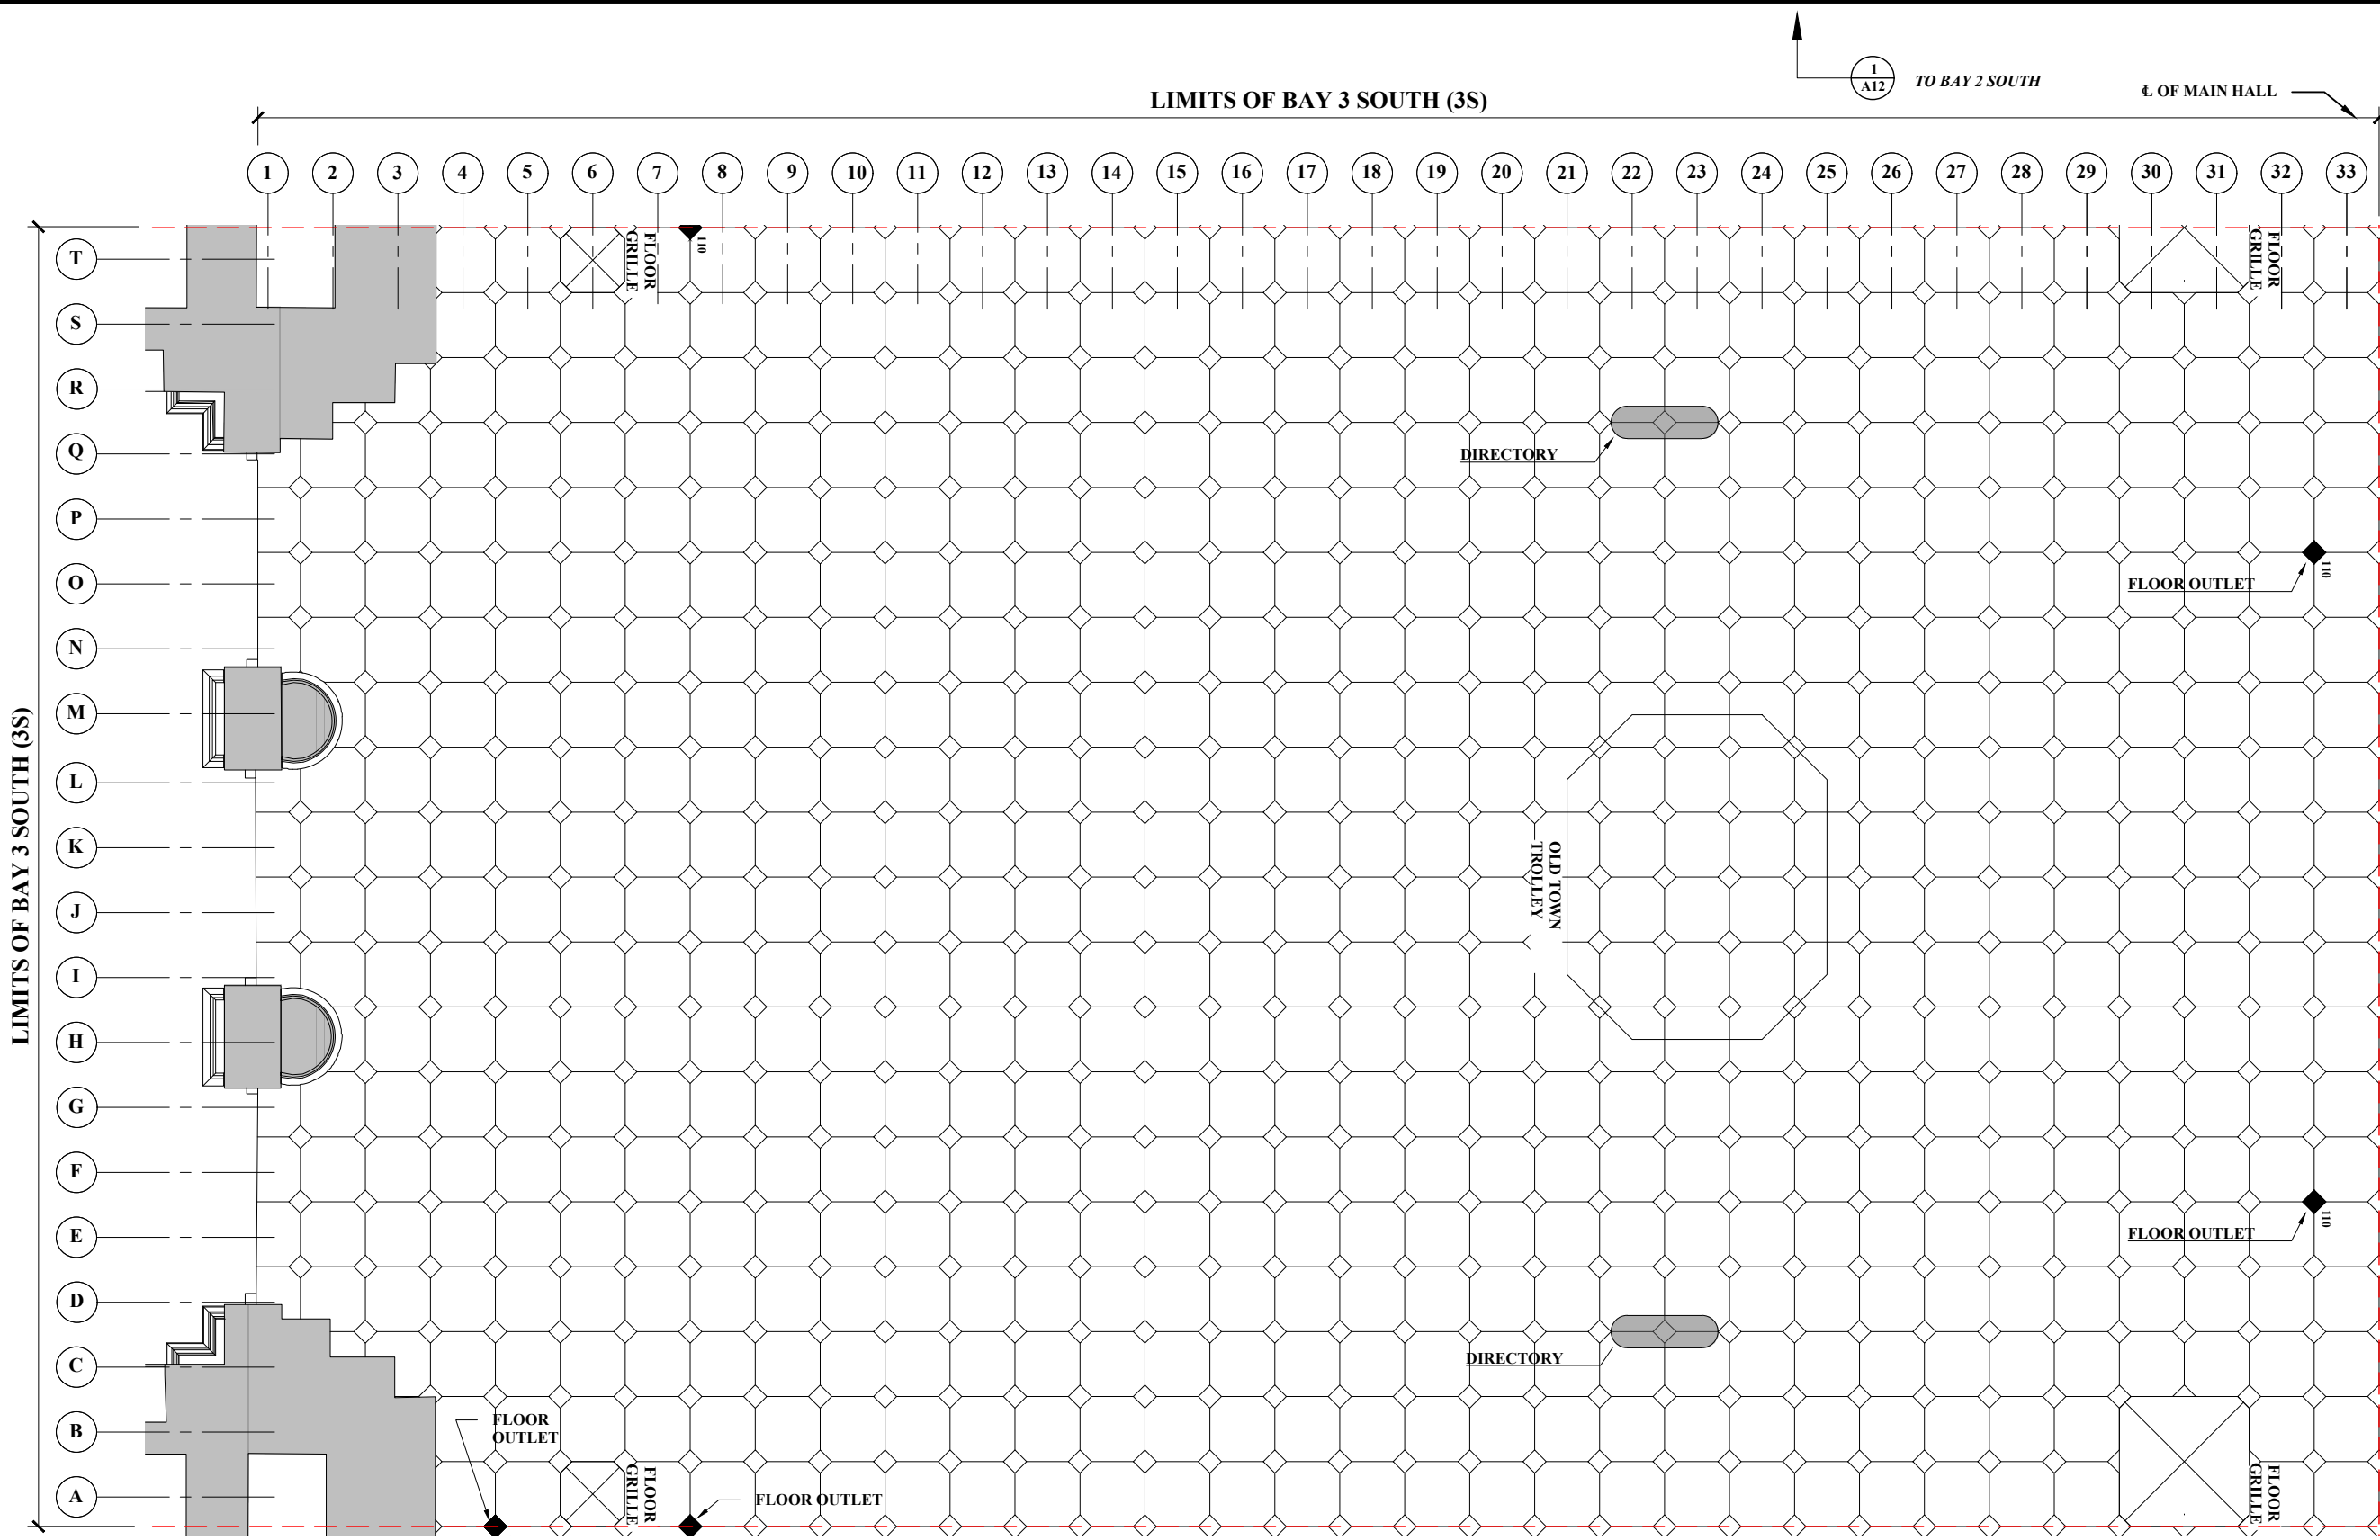 1
A12
TO BAY 2 SOUTH
℄ OF MAIN HALL
LIMITS OF BAY 3 SOUTH (3S)
1 2 3 4 5 6 7 8 9 10 11 12 13 14 15 16 17 18 19 20 21 22 23 24 25 26 27 28 29 30 31 32 33
LIMITS OF BAY 3 SOUTH (3S)
T
S
R
Q
P
O
N
M
L
K
J
I
H
G
F
E
D
C
B
A
FLOOR
GRILLE
110
FLOOR
GRILLE
DIRECTORY
FLOOR OUTLET
110
OLD TOWN
TROLLEY
FLOOR OUTLET
110
DIRECTORY
FLOOR
OUTLET
FLOOR
GRILLE
FLOOR OUTLET
FLOOR
GRILLE